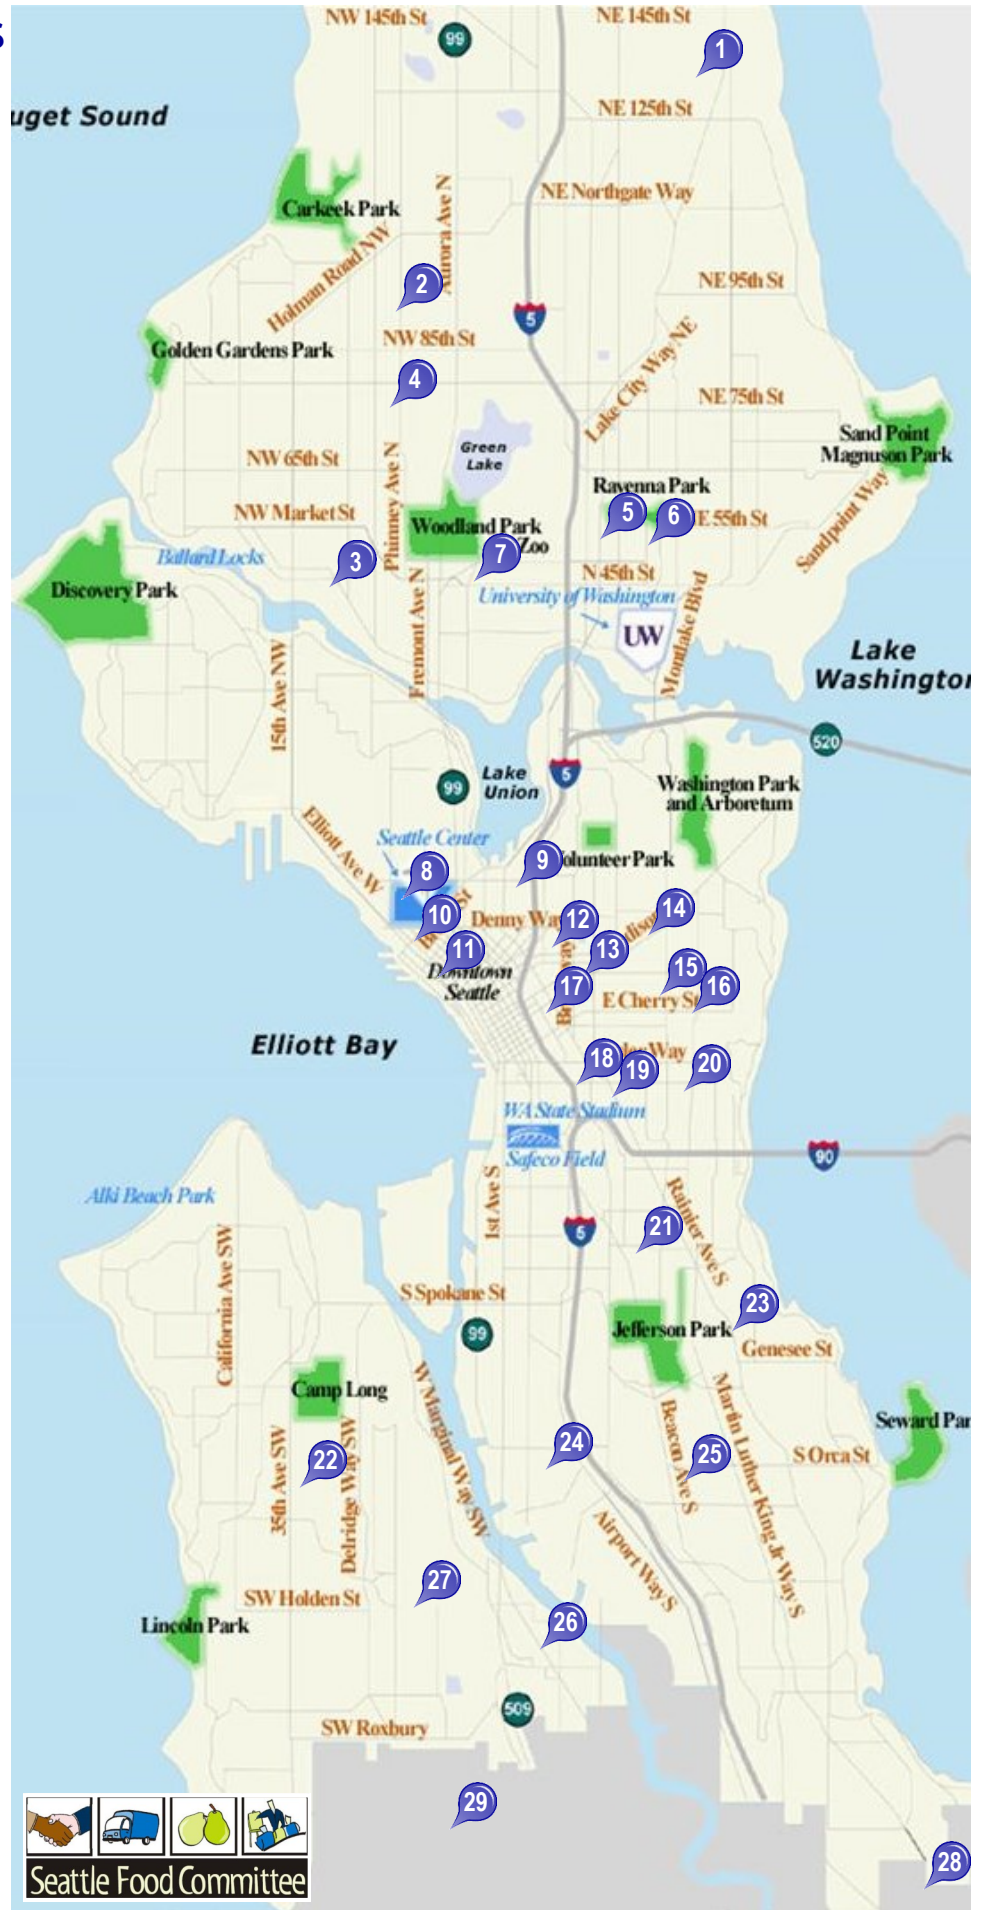 s
NW 145th St
NE 145th St
99
1
NE 125th St
uget Sound
NE Northgate Way
Carkeek Park
Aurora Ave N
Holman Road NW
2
NE 95th St
5
NW 85th St
Golden Gardens Park
Lake City Way NE
4
NE 75th St
Green
Lake
Sand Point
Magnuson Park
NW 65th St
Phinney Ave N
Ravenna Park
Sandpoint Way
NW Market St
5
6
E 55th St
Woodland Park
Zoo
7
3
Ballard Locks
N 45th St
Discovery Park
University of Washington
Fremont Ave N
UW
Montlake Blvd
Lake
Washington
15th Ave NW
520
5
Lake
Union
99
Washington Park
and Arboretum
Elliott Ave W
Seattle Center
9
Volunteer Park
8
St
10
Denny Way
12
14
11
13
15
16
Downtown
Seattle
17
E Cherry St
Elliott Bay
18
Way
19
20
WA State Stadium
Safeco Field
90
Alki Beach Park
1st Ave S
Rainier Ave S
21
5
California Ave SW
S Spokane St
23
99
Jefferson Park
Genesee St
Camp Long
W Marginal Way SW
Martin Luther King Jr Way S
Seward Par
35th Ave SW
22
Delridge Way SW
24
Beacon Ave S
25
S Orca St
Airport Way S
27
SW Holden St
Lincoln Park
26
509
SW Roxbury
29
28
Seattle Food Committee